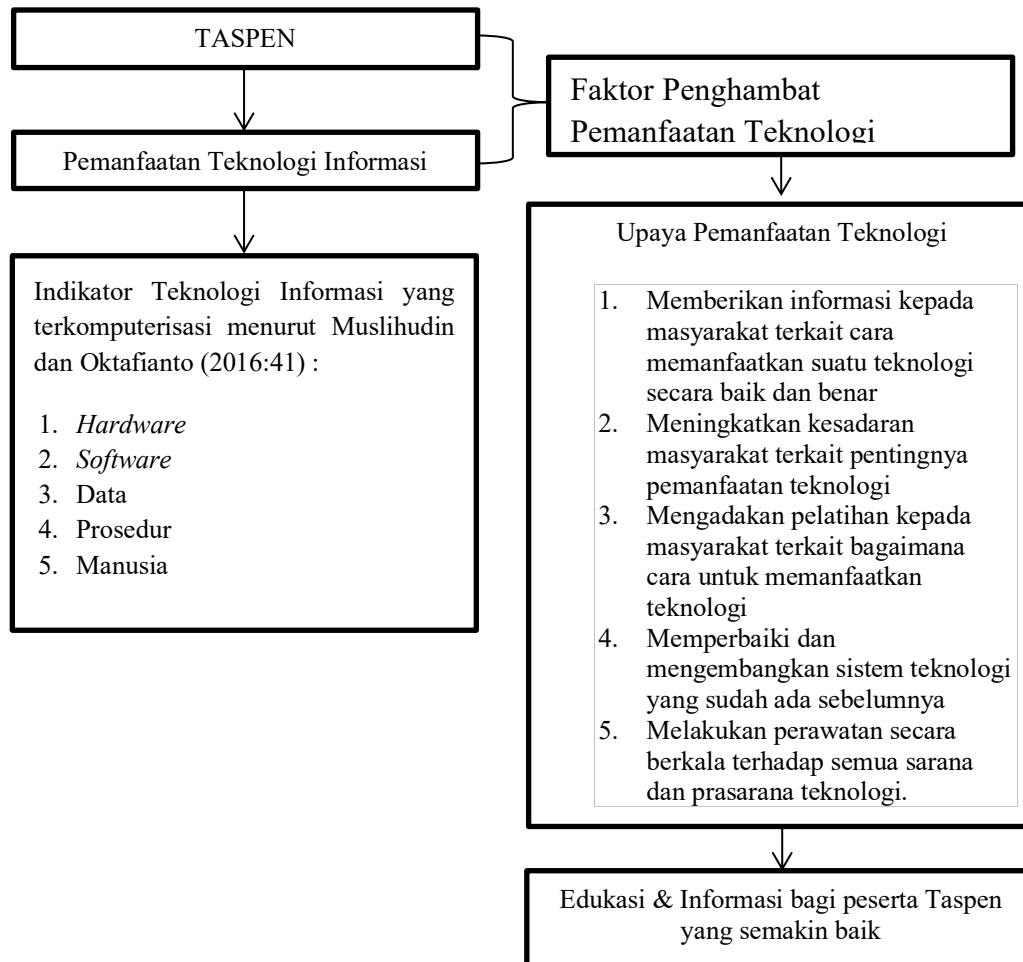 TASPEN
Pemanfaatan Teknologi Informasi
Indikator Teknologi Informasi yang
terkomputerisasi menurut Muslihudin
dan Oktafianto (2016:41) :
1. Hardware
2. Software
3. Data
4. Prosedur
5. Manusia
Faktor Penghambat
Pemanfaatan Teknologi
Upaya Pemanfaatan Teknologi
1. Memberikan informasi kepada
masyarakat terkait cara
memanfaatkan suatu teknologi
secara baik dan benar
2. Meningkatkan kesadaran
masyarakat terkait pentingnya
pemanfaatan teknologi
3. Mengadakan pelatihan kepada
masyarakat terkait bagaimana
cara untuk memanfaatkan
teknologi
4. Memperbaiki dan
mengembangkan sistem teknologi
yang sudah ada sebelumnya
5. Melakukan perawatan secara
berkala terhadap semua sarana
dan prasarana teknologi.
Edukasi & Informasi bagi peserta Taspen
yang semakin baik